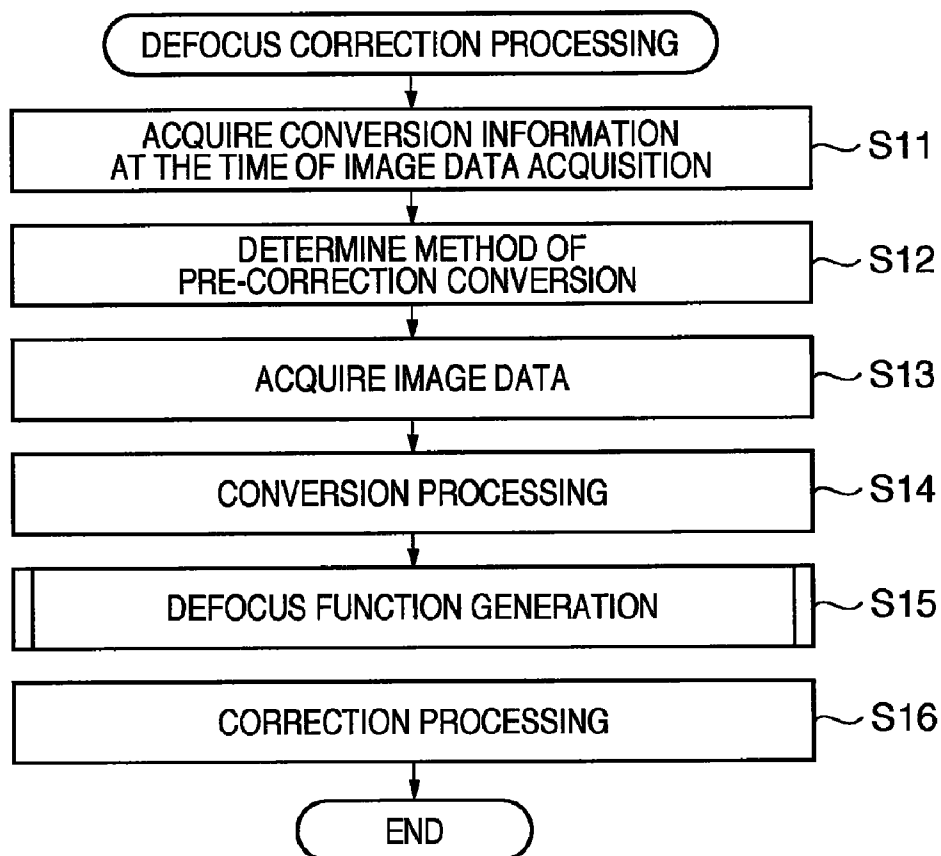 DEFOCUS CORRECTION PROCESSING
ACQUIRE CONVERSION INFORMATION
AT THE TIME OF IMAGE DATA ACQUISITION
S11
DETERMINE METHOD OF
PRE-CORRECTION CONVERSION
S12
ACQUIRE IMAGE DATA
S13
CONVERSION PROCESSING
S14
DEFOCUS FUNCTION GENERATION
S15
CORRECTION PROCESSING
S16
END